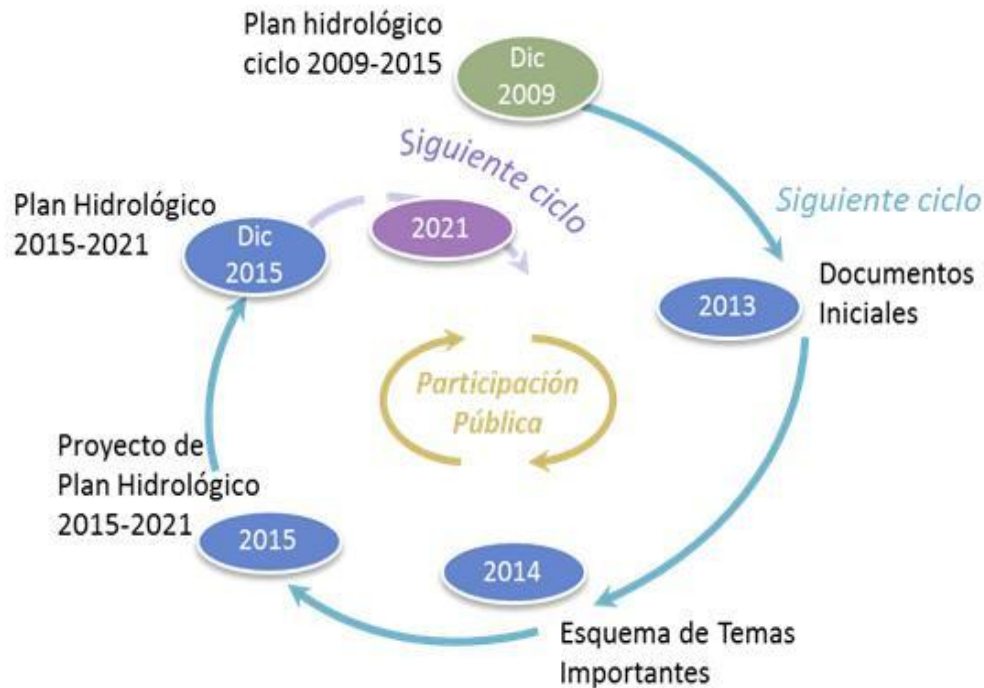 Plan hidrológico
ciclo 2009-2015
Dic
2009
Siguiente ciclo
Siguiente ciclo
Plan Hidrológico
2015-2021
Dic
2015
2021
2013
Documentos
Iniciales
Participación
Pública
Proyecto de
Plan Hidrológico
2015-2021
2015
2014
Esquema de Temas
Importantes